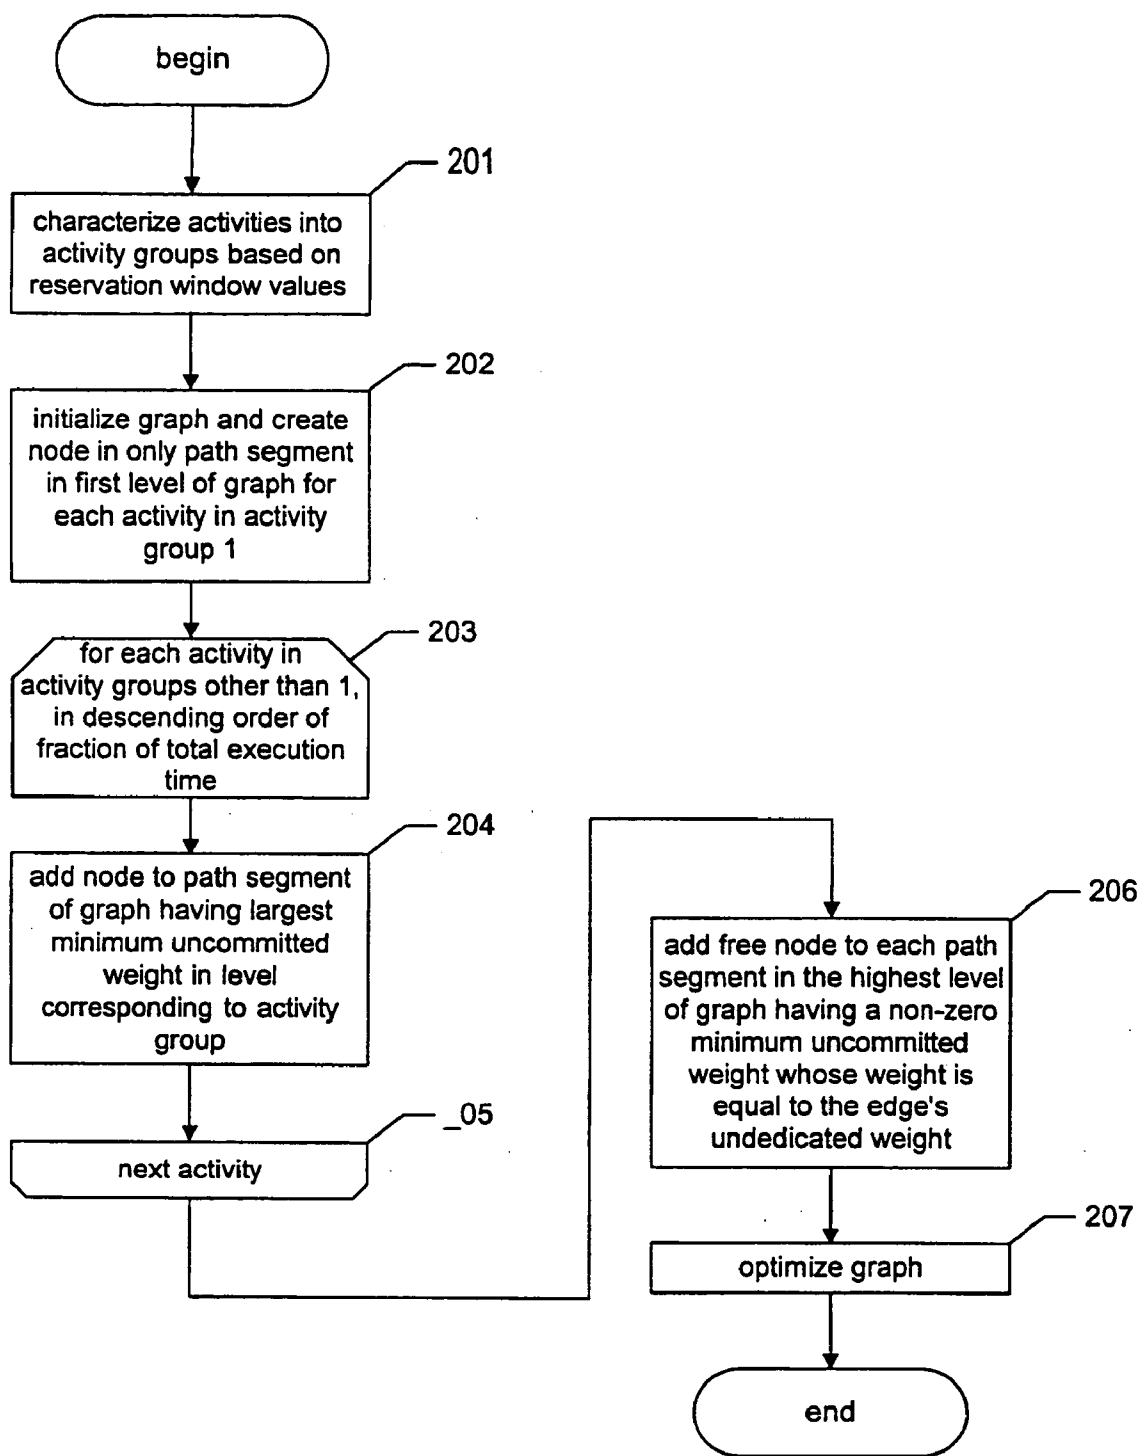 begin
201
characterize activities into
activity groups based on
reservation window values
202
initialize graph and create
node in only path segment
in first level of graph for
each activity in activity
group 1
203
for each activity in
activity groups other than 1,
in descending order of
fraction of total execution
time
204
add node to path segment
of graph having largest
minimum uncommitted
weight in level
corresponding to activity
group
_05
next activity
206
add free node to each path
segment in the highest level
of graph having a non-zero
minimum uncommitted
weight whose weight is
equal to the edge's
undedicated weight
207
optimize graph
end